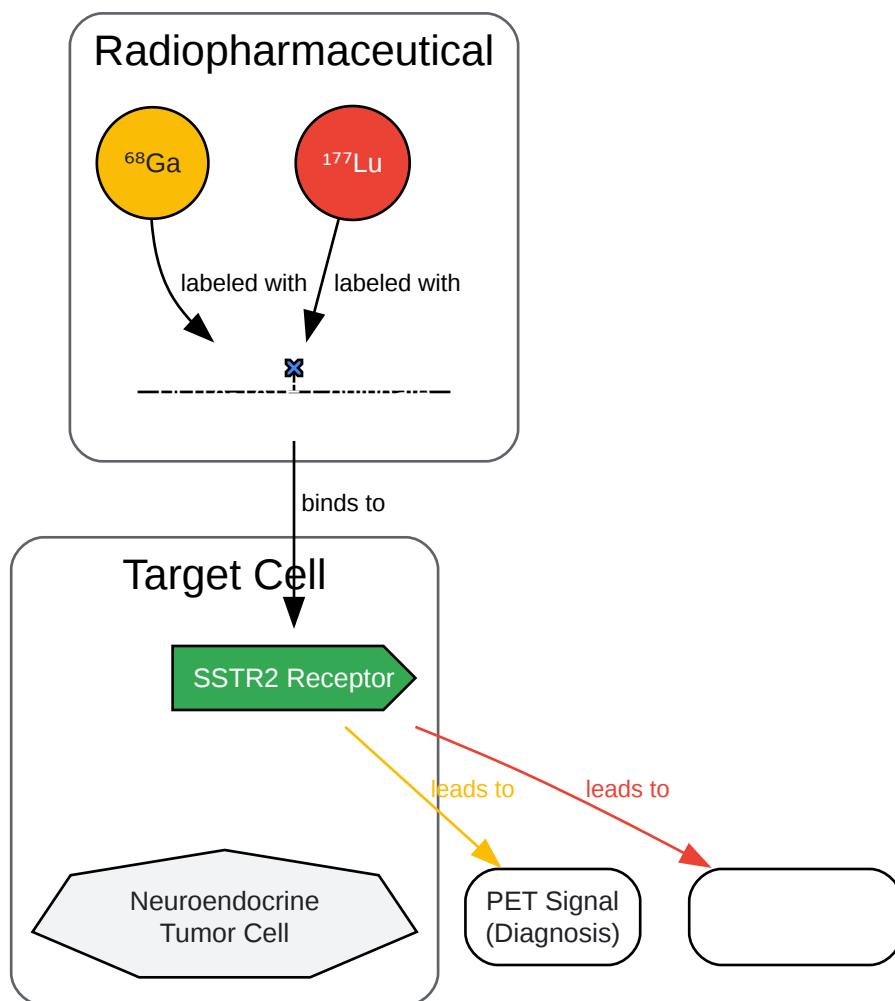 Radiopharmaceutical
⁶⁸Ga
¹⁷⁷Lu
labeled with
labeled with
binds to
Target Cell
SSTR2 Receptor
leads to
leads to
Neuroendocrine
Tumor Cell
PET Signal
(Diagnosis)